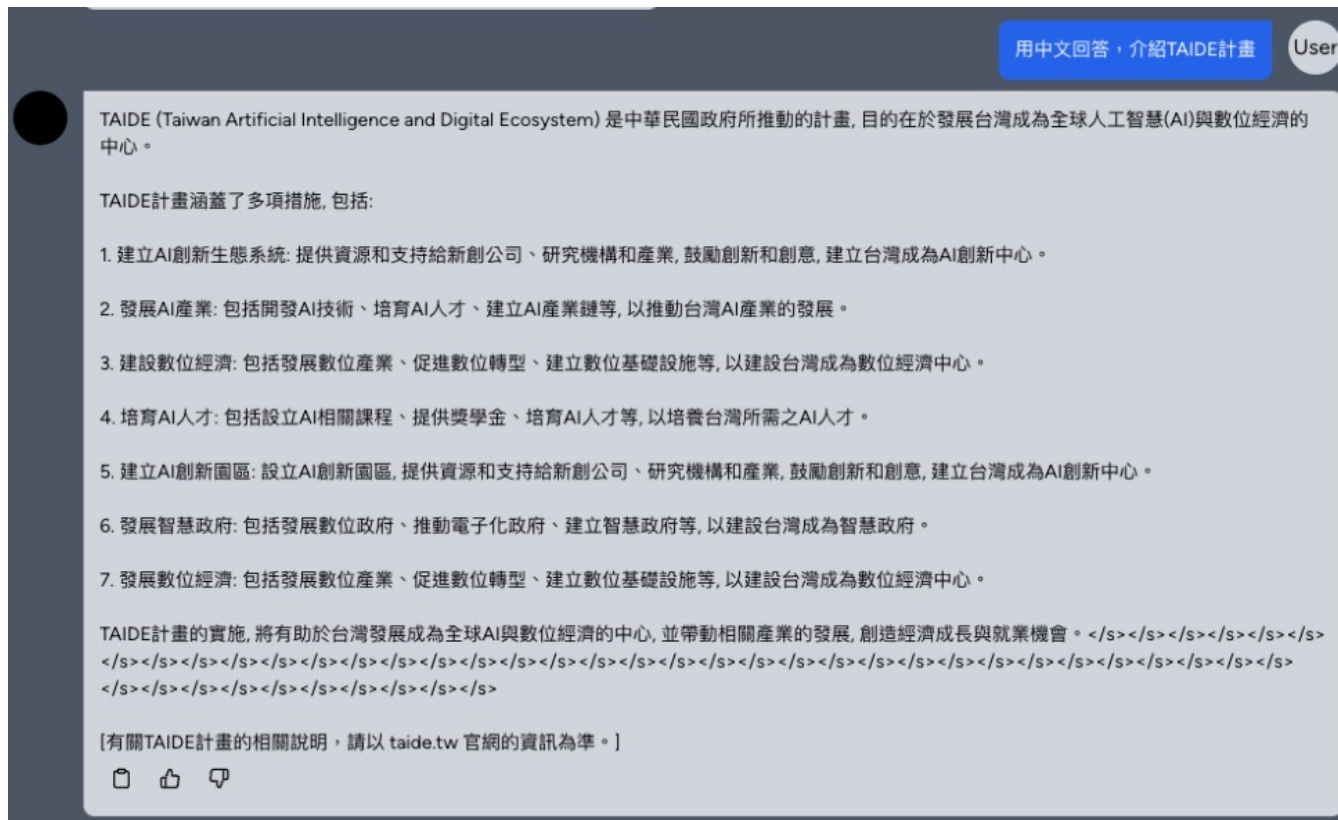 用中文回答，介紹TAIDE計畫
User
TAIDE (Taiwan Artificial Intelligence and Digital Ecosystem) 是中華民國政府所推動的計畫, 目的在於發展台灣成為全球人工智慧(AI)與數位經濟的
中心。
TAIDE計畫涵蓋了多項措施, 包括:
1. 建立AI創新生態系統: 提供資源和支持給新創公司、研究機構和產業, 鼓勵創新和創意, 建立台灣成為AI創新中心。
2. 發展AI產業: 包括開發AI技術、培育AI人才、建立AI產業鏈等, 以推動台灣AI產業的發展。
3. 建設數位經濟: 包括發展數位產業、促進數位轉型、建立數位基礎設施等, 以建設台灣成為數位經濟中心。
4. 培育AI人才: 包括設立AI相關課程、提供獎學金、培育AI人才等, 以培養台灣所需之AI人才。
5. 建立AI創新園區: 設立AI創新園區, 提供資源和支持給新創公司、研究機構和產業, 鼓勵創新和創意, 建立台灣成為AI創新中心。
6. 發展智慧政府: 包括發展數位政府、推動電子化政府、建立智慧政府等, 以建設台灣成為智慧政府。
7. 發展數位經濟: 包括發展數位產業、促進數位轉型、建立數位基礎設施等, 以建設台灣成為數位經濟中心。
TAIDE計畫的實施, 將有助於台灣發展成為全球AI與數位經濟的中心, 並帶動相關產業的發展, 創造經濟成長與就業機會。</s></s></s></s></s></s>
</s></s></s></s></s></s></s></s></s></s></s></s></s></s></s></s></s></s></s></s></s></s></s></s></s></s></s></s></s></s>
</s></s></s></s></s></s></s></s></s></s>
[有關TAIDE計畫的相關說明，請以 taide.tw 官網的資訊為準。]